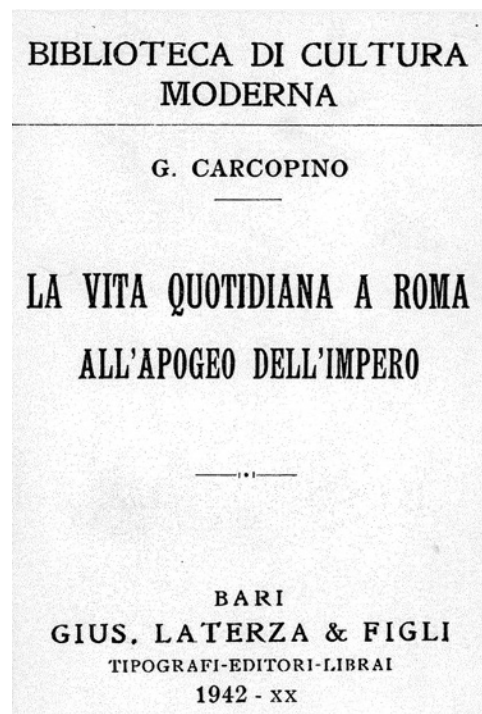 BIBLIOTECA DI CULTURA
MODERNA
G. CARCOPINO
LA VITA QUOTIDIANA A ROMA
ALL'APOGEO DELL'IMPERO
BARI
GIUS. LATERZA & FIGLI
TIPOGRAFI-EDITORI-LIBRAI
1942 - XX